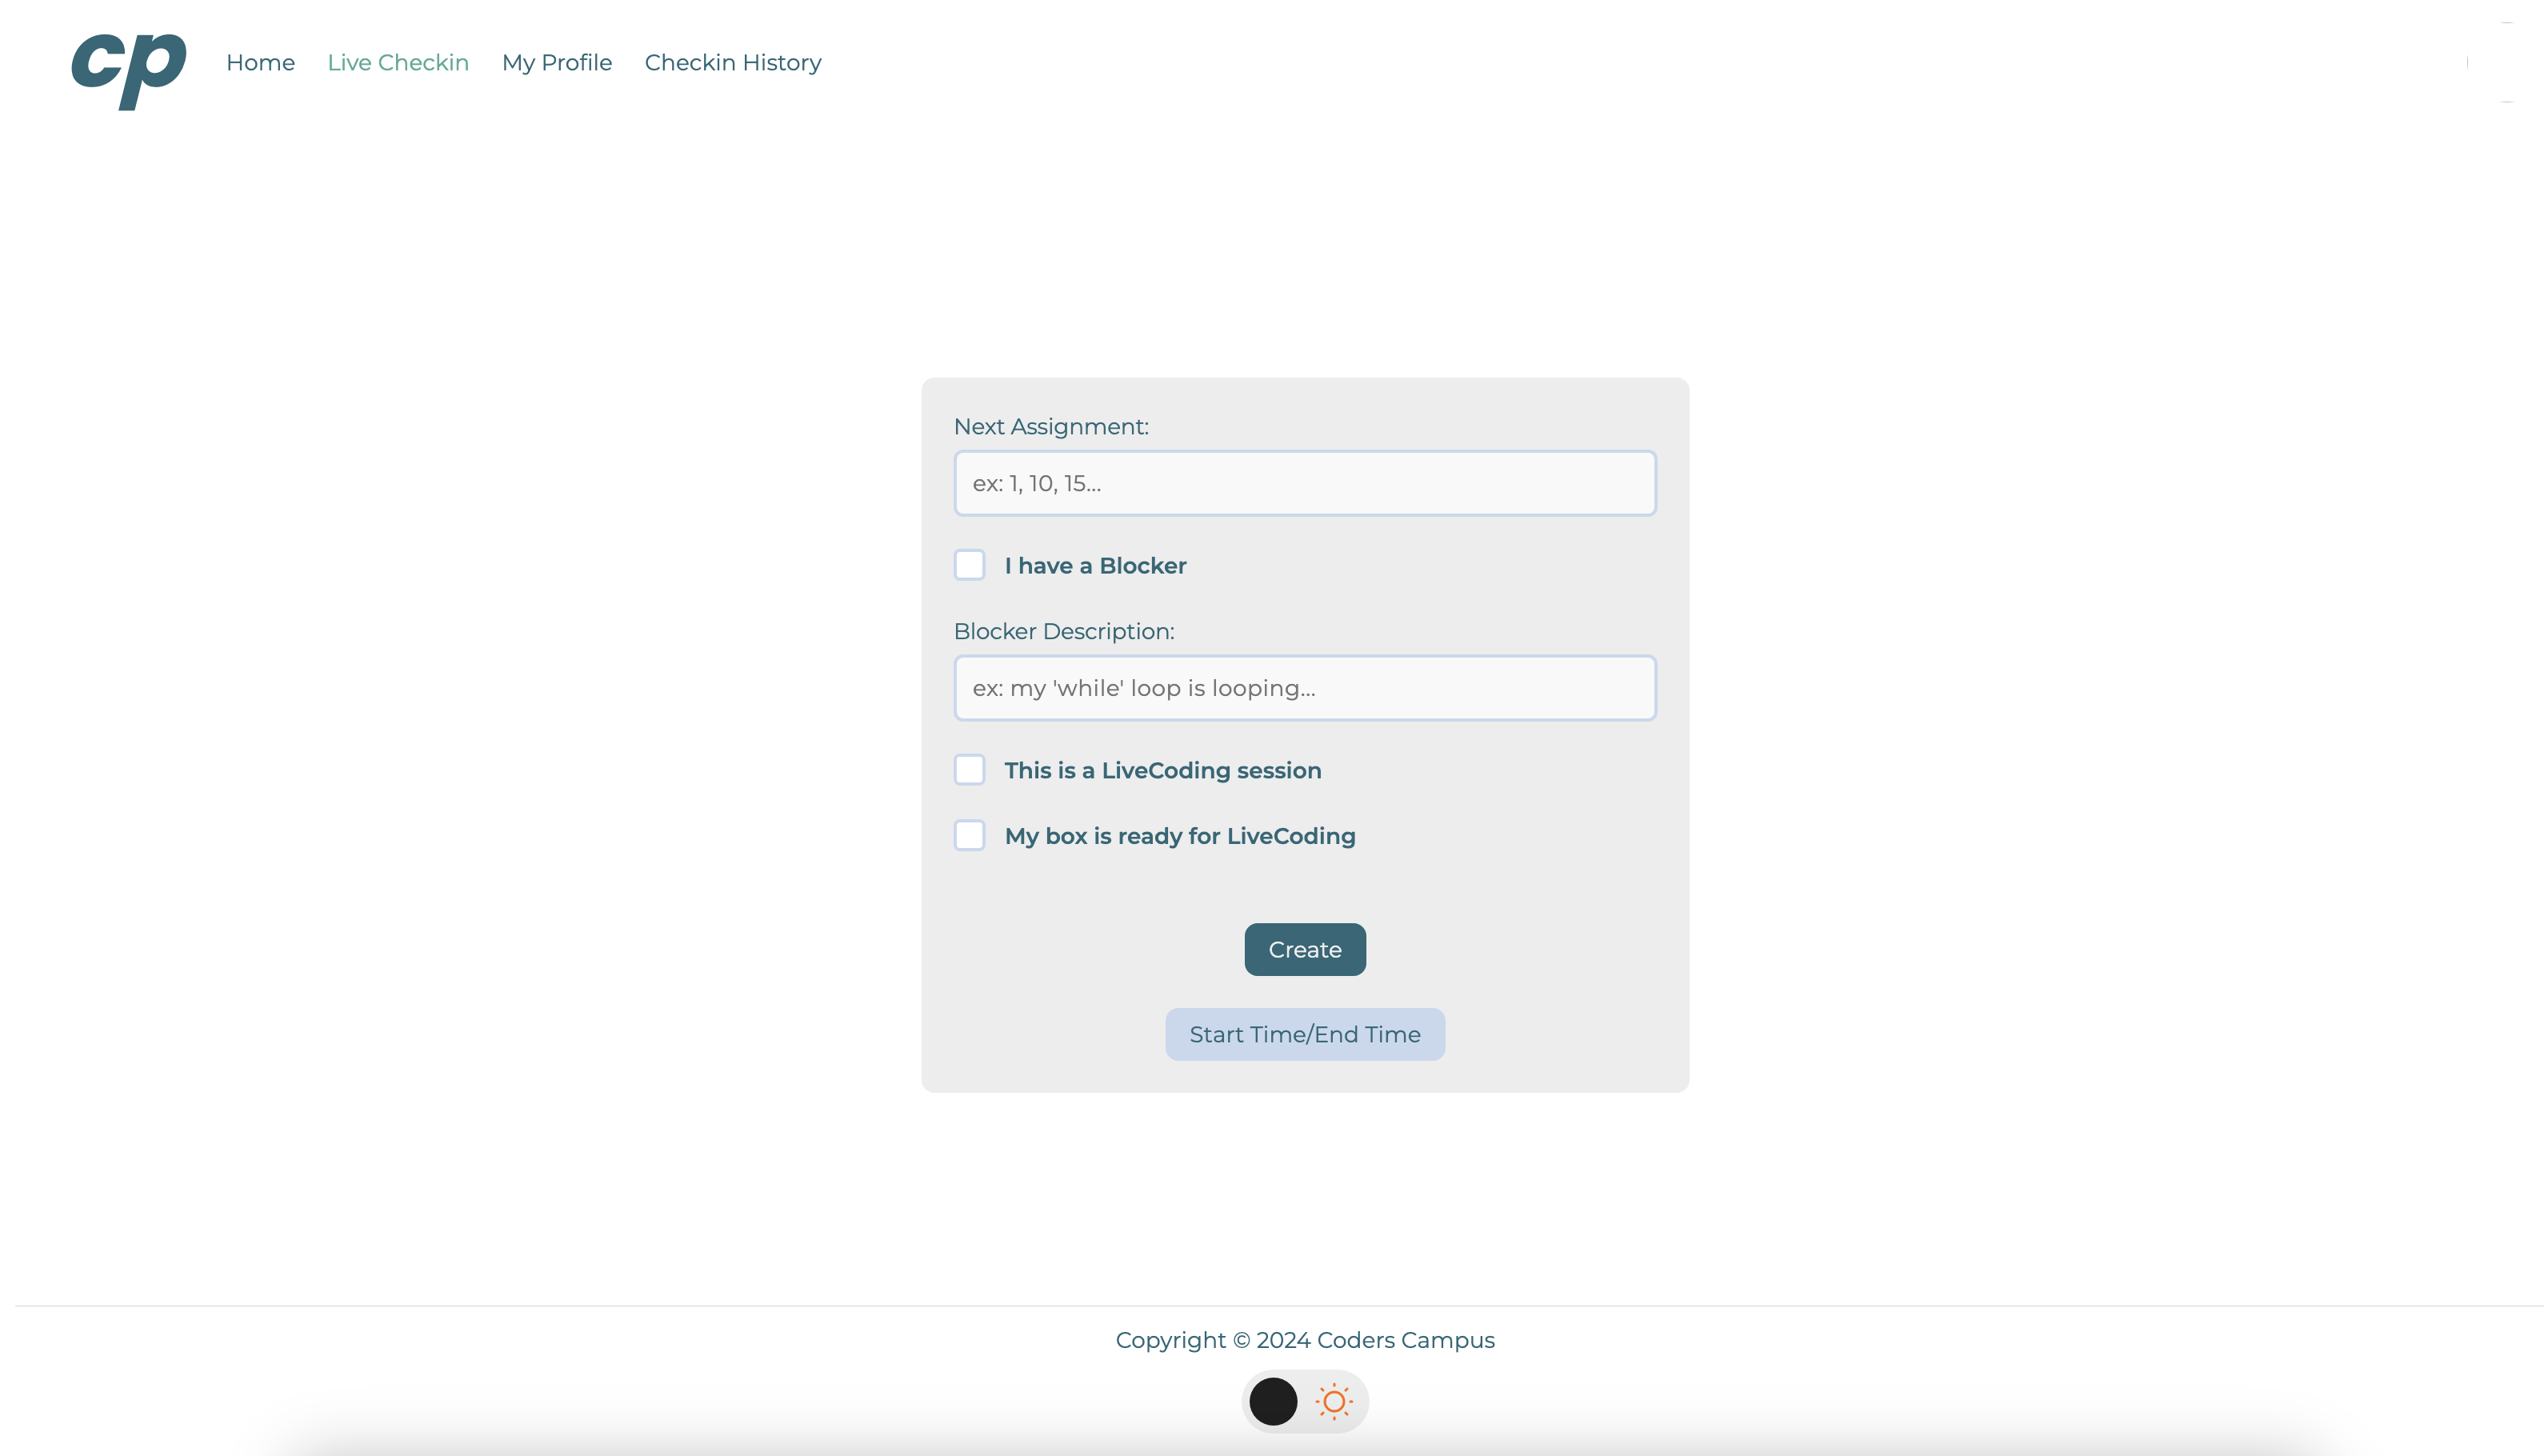 cp
Home Live Checkin My Profile Checkin History
Next Assignment:
ex: 1, 10, 15...
I have a Blocker
Blocker Description:
ex: my 'while' loop is looping...
This is a LiveCoding session
My box is ready for LiveCoding
Create
Start Time/End Time
Copyright © 2024 Coders Campus